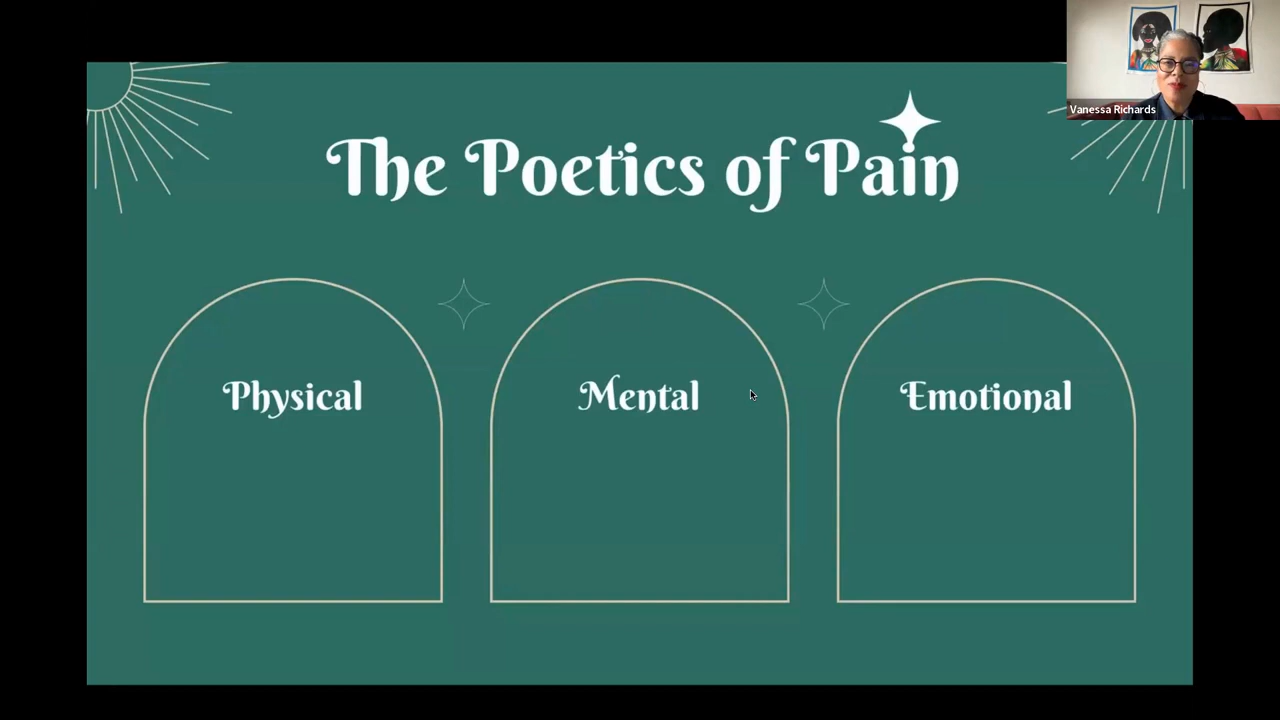 Vanessa Richards
The Poetics of Pain
Physical
Mental
Emotional